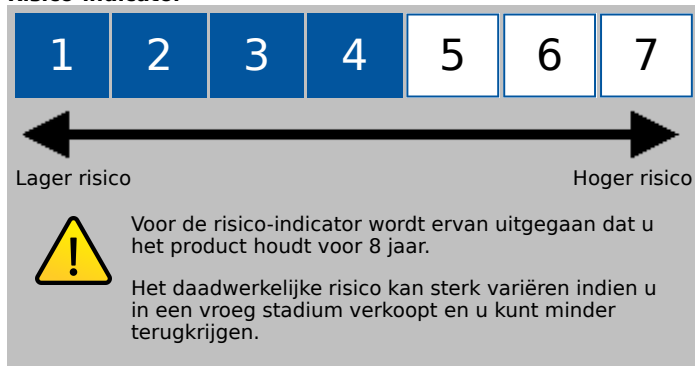 1 2 3 4 5 6 7
Lager risico Hoger risico
Voor de risico-indicator wordt ervan uitgegaan dat u
het product houdt voor 8 jaar.
Het daadwerkelijke risico kan sterk variëren indien u
in een vroeg stadium verkoopt en u kunt minder
terugkrijgen.